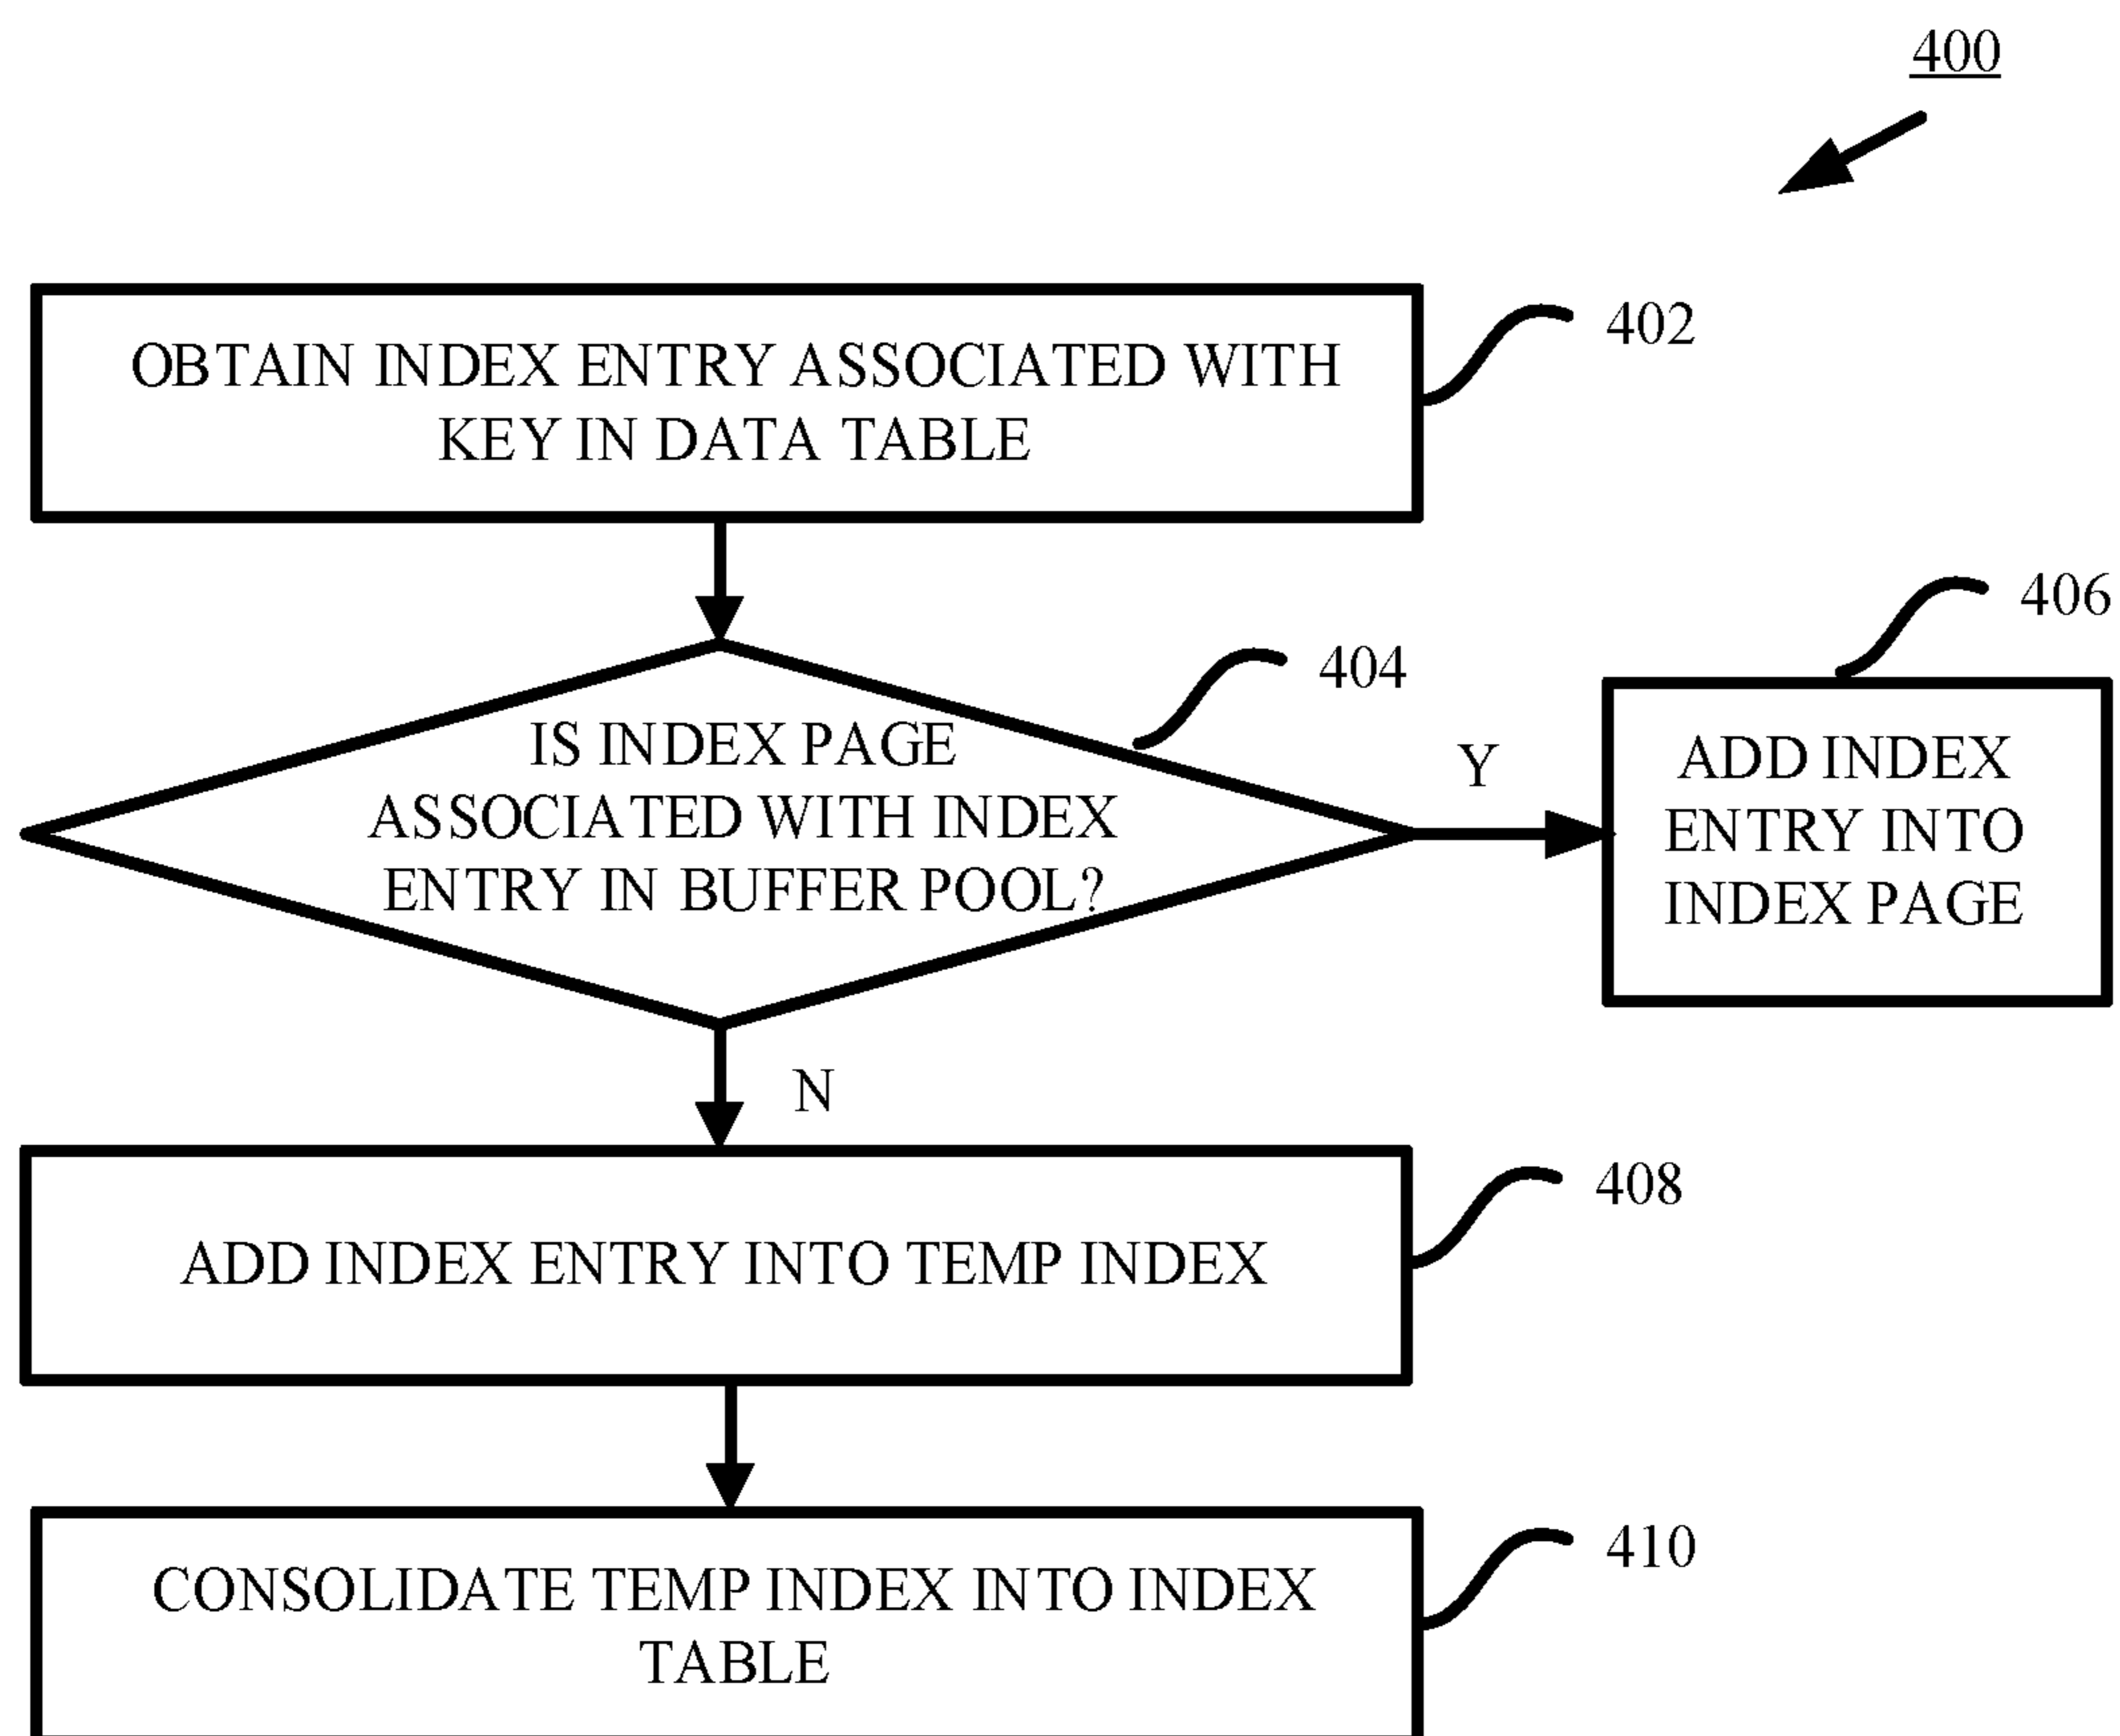 400
OBTAIN INDEX ENTRY ASSOCIATED WITH
KEY IN DATA TABLE
402
IS INDEX PAGE
ASSOCIATED WITH INDEX
ENTRY IN BUFFER POOL?
404
Y
406
ADD INDEX
ENTRY INTO
INDEX PAGE
N
ADD INDEX ENTRY INTO TEMP INDEX
408
CONSOLIDATE TEMP INDEX INTO INDEX
TABLE
410